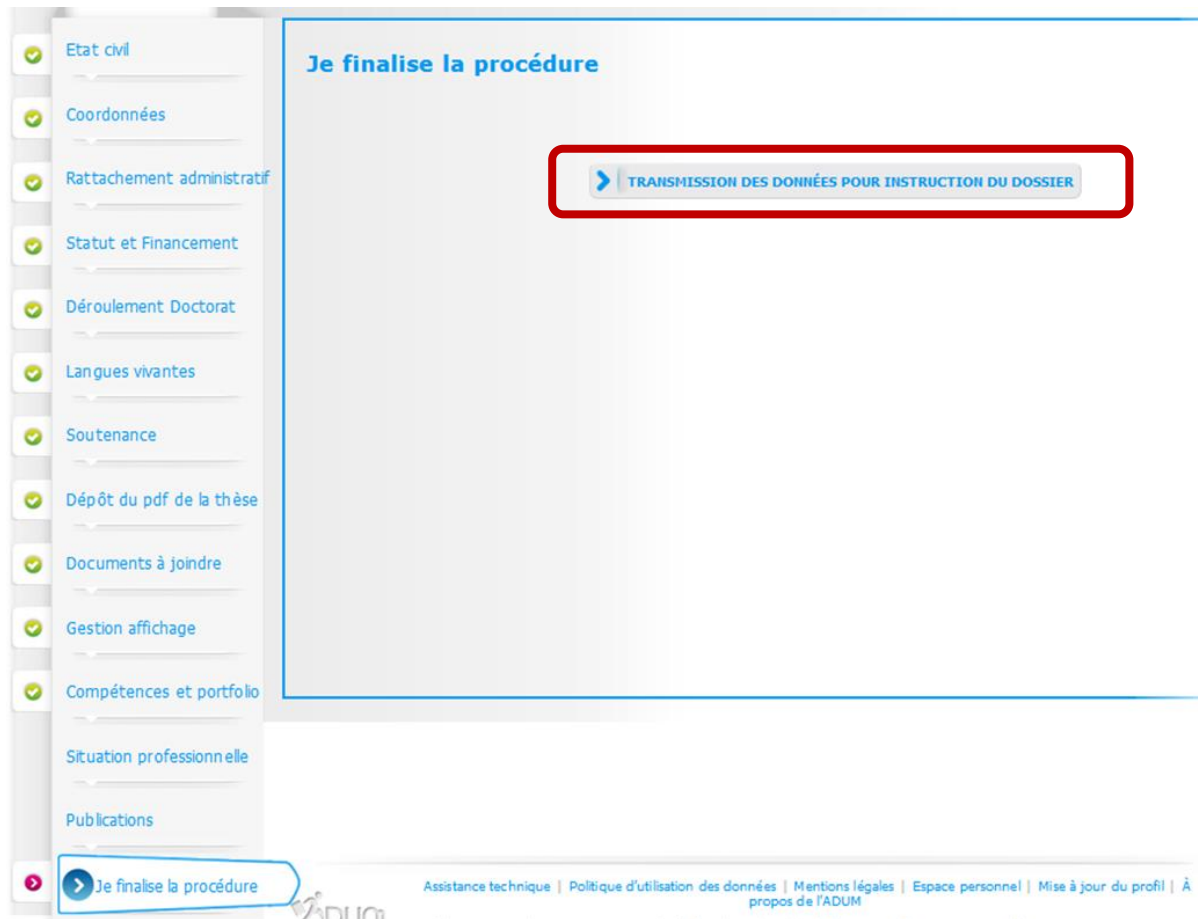 Etat civil
Coordonnées
Rattachement administratif
Statut et Financement
Déroulement Doctorat
Langues vivantes
Soutenance
Dépôt du pdf de la thèse
Documents à joindre
Gestion affichage
Compétences et portfolio
Situation professionnelle
Publications
Je finalise la procédure
Je finalise la procédure
TRANSMISSION DES DONNÉES POUR INSTRUCTION DU DOSSIER
Assistance technique | Politique d'utilisation des données | Mentions légales | Espace personnel | Mise à jour du profil | À
propos de l'ADUM